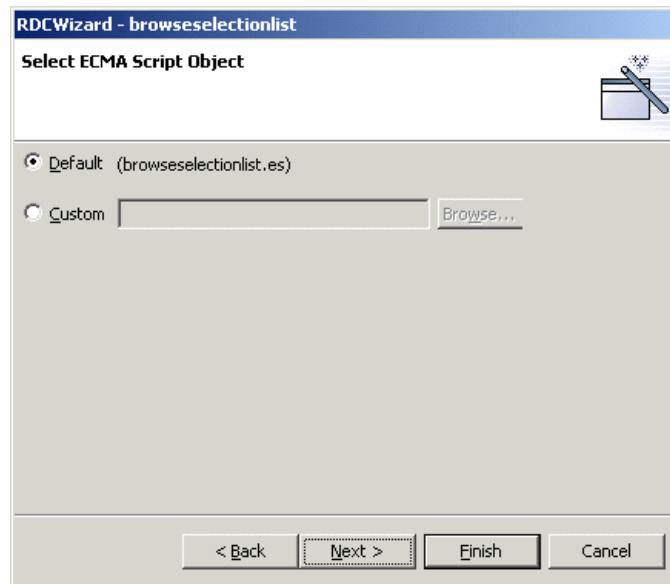 RDCWizard - browseselectionlist
Select ECMA Script Object
Default (browseselectionlist.es)
Custom Browse...
< Back Next > Finish Cancel